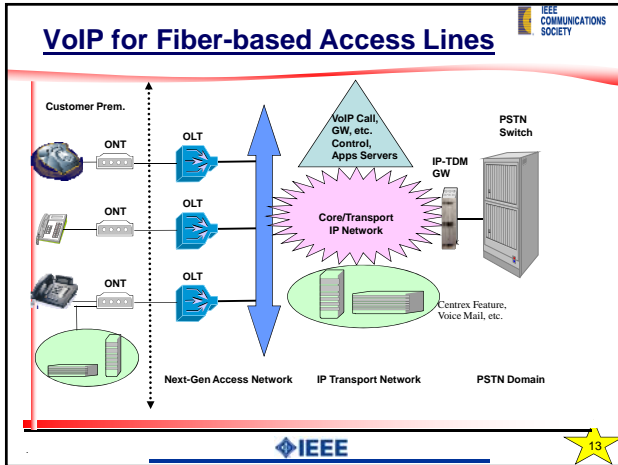 VoIP for Fiber-based Access Lines
IEEE
COMMUNICATIONS
SOCIETY
Customer Prem.
ONT
OLT
ONT
OLT
ONT
OLT
VoIP Call,
GW, etc.
Control,
Apps Servers
PSTN
Switch
IP-TDM
GW
Core/Transport
IP Network
Centrex Feature,
Voice Mail, etc.
Next-Gen Access Network
IP Transport Network
PSTN Domain
IEEE
13